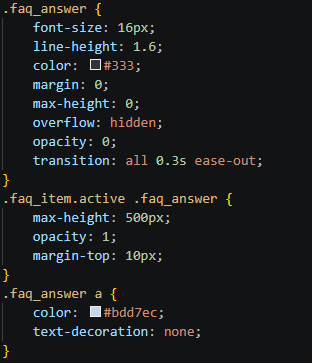 .faq_answer {
    font-size: 16px;
    line-height: 1.6;
    color: #333;
    margin: 0;
    max-height: 0;
    overflow: hidden;
    opacity: 0;
    transition: all 0.3s ease-out;
}
.faq_item.active .faq_answer {
    max-height: 500px;
    opacity: 1;
    margin-top: 10px;
}
.faq_answer a {
    color: #bdd7ec;
    text-decoration: none;
}